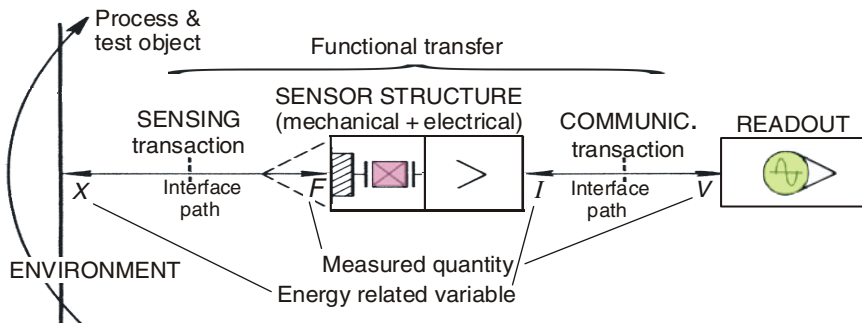 Process &
test object
Functional transfer
SENSING
transaction
SENSOR STRUCTURE
(mechanical + electrical)
COMMUNIC.
transaction
READOUT
X
Interface
path
F
>
I
Interface
path
V
ENVIRONMENT
Measured quantity
Energy related variable